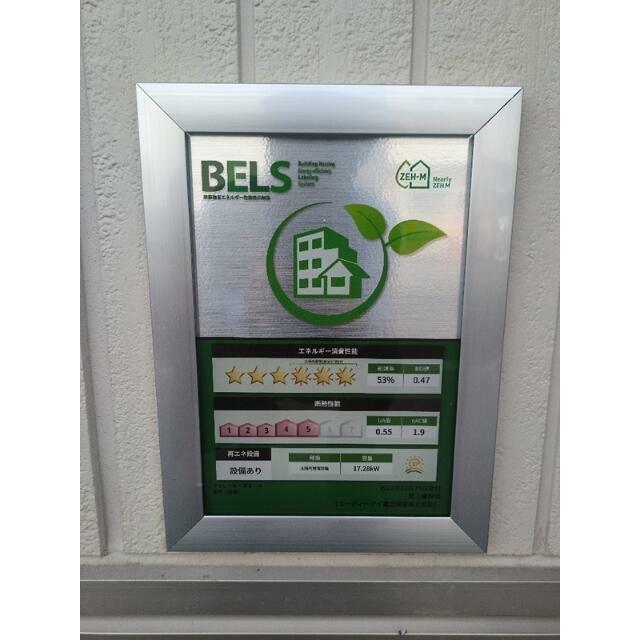 BELS
Building Housing
Energy-efficiency
Labeling
System
建築物省エネルギー性能表示制度
ZEH-M
Nearly
ZEH-M
エネルギー消費性能
削減率 BEI値
53% 0.47
断熱性能
1 2 3 4 5 6 7
UA値 ηAC値
0.55 1.9
再エネ設備
設備あり
種類 容量
太陽光発電設備 17.28kW